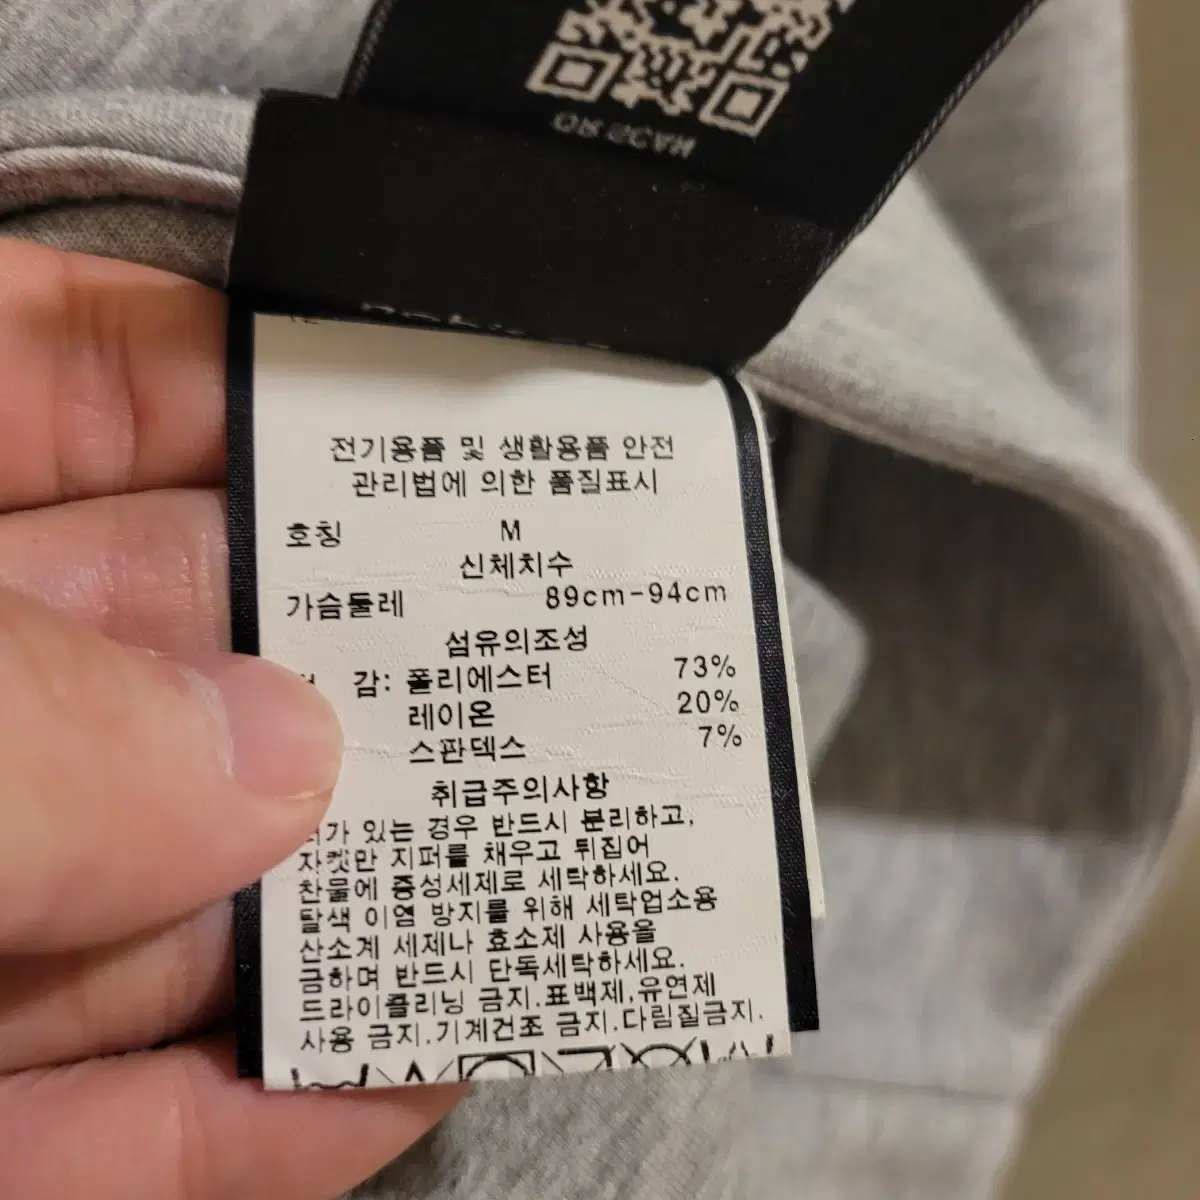 QR SCAN
전기용품 및 생활용품 안전
관리법에 의한 품질표시
호칭 M
신체치수
가슴둘레 89cm-94cm
섬유의조성
감: 폴리에스터 73%
레이온 20%
스판덱스 7%
취급주의사항
있는 경우 반드시 분리하고,
자켓만 지퍼를 채우고 뒤집어
찬물에 중성세제로 세탁하세요.
탈색 이염 방지를 위해 세탁업소용
산소계 세제나 효소제 사용을
금하며 반드시 단독세탁하세요.
드라이클리닝 금지.표백제,유연제
사용 금지.기계건조 금지.다림질금지.